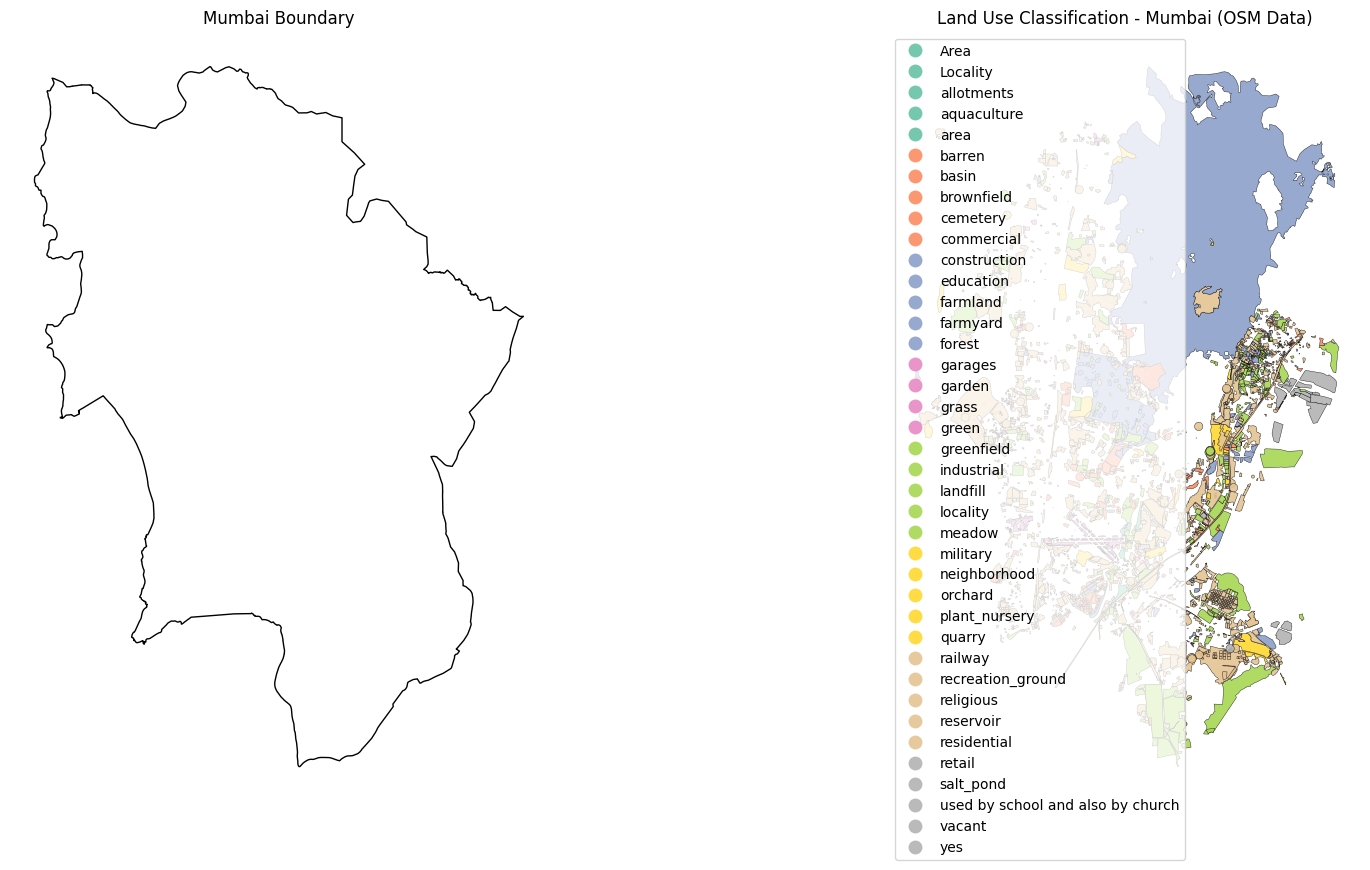 Mumbai Boundary
Land Use Classification - Mumbai (OSM Data)
Area
Locality
allotments
aquaculture
area
barren
basin
brownfield
cemetery
commercial
construction
education
farmland
farmyard
forest
garages
garden
grass
green
greenfield
industrial
landfill
locality
meadow
military
neighborhood
orchard
plant_nursery
quarry
railway
recreation_ground
religious
reservoir
residential
retail
salt_pond
used by school and also by church
vacant
yes